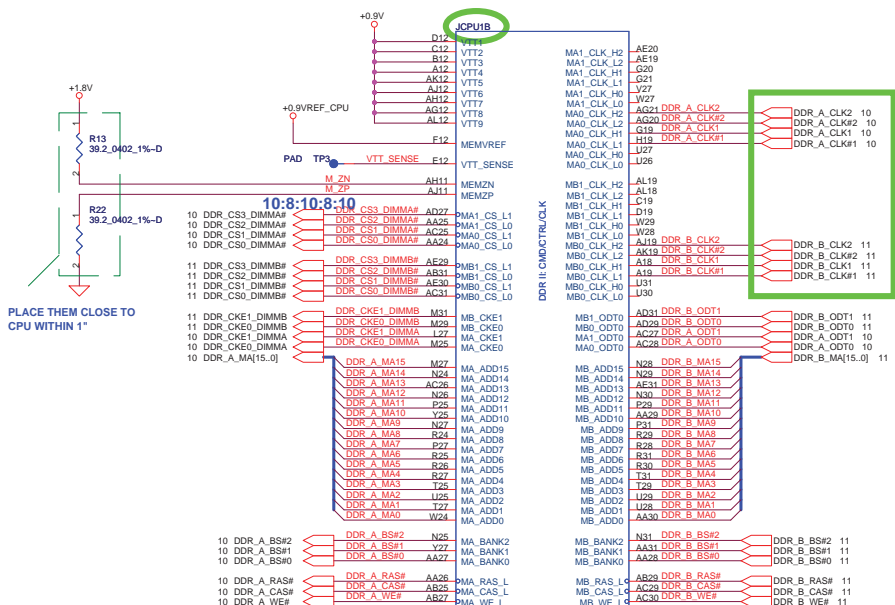 +0.9V
JCPU1B
D12 VTT1
C12 VTT2
B12 VTT3
A12 VTT4
AK12 VTT5
AJ12 VTT6
AH12 VTT7
AG12 VTT8
AL12 VTT9
+0.9VREF_CPU
F12 MEMVREF
PAD TP3 VTT_SENSE E12 VTT_SENSE
M_ZN AH11 MEMZN
M_ZP AJ11 MEMZP
+1.8V
1
R13
39.2_0402_1%~D
2
1
R22
39.2_0402_1%~D
2
PLACE THEM CLOSE TO
CPU WITHIN 1"
10:8:10:8:10
10 DDR_CS3_DIMMA# DDR_CS3_DIMMA# AD27 MA1_CS_L1
10 DDR_CS2_DIMMA# DDR_CS2_DIMMA# AA25 MA1_CS_L0
10 DDR_CS1_DIMMA# DDR_CS1_DIMMA# AC25 MA0_CS_L1
10 DDR_CS0_DIMMA# DDR_CS0_DIMMA# AA24 MA0_CS_L0
11 DDR_CS3_DIMMB# DDR_CS3_DIMMB# AE29 MB1_CS_L1
11 DDR_CS2_DIMMB# DDR_CS2_DIMMB# AB31 MB1_CS_L0
11 DDR_CS1_DIMMB# DDR_CS1_DIMMB# AE30 MB0_CS_L1
11 DDR_CS0_DIMMB# DDR_CS0_DIMMB# AC31 MB0_CS_L0
11 DDR_CKE1_DIMMB DDR_CKE1_DIMMB M31 MB_CKE1
11 DDR_CKE0_DIMMB DDR_CKE0_DIMMB M29 MB_CKE0
10 DDR_CKE1_DIMMA DDR_CKE1_DIMMA L27 MA_CKE1
10 DDR_CKE0_DIMMA DDR_CKE0_DIMMA M25 MA_CKE0
10 DDR_A_MA[15..0]
DDR_A_MA15 M27 MA_ADD15
DDR_A_MA14 N24 MA_ADD14
DDR_A_MA13 AC26 MA_ADD13
DDR_A_MA12 N26 MA_ADD12
DDR_A_MA11 P25 MA_ADD11
DDR_A_MA10 Y25 MA_ADD10
DDR_A_MA9 N27 MA_ADD9
DDR_A_MA8 R24 MA_ADD8
DDR_A_MA7 P27 MA_ADD7
DDR_A_MA6 R25 MA_ADD6
DDR_A_MA5 R26 MA_ADD5
DDR_A_MA4 R27 MA_ADD4
DDR_A_MA3 T25 MA_ADD3
DDR_A_MA2 U25 MA_ADD2
DDR_A_MA1 T27 MA_ADD1
DDR_A_MA0 W24 MA_ADD0
10 DDR_A_BS#2 DDR_A_BS#2 N25 MA_BANK2
10 DDR_A_BS#1 DDR_A_BS#1 Y27 MA_BANK1
10 DDR_A_BS#0 DDR_A_BS#0 AA27 MA_BANK0
10 DDR_A_RAS# DDR_A_RAS# AA26 MA_RAS_L
10 DDR_A_CAS# DDR_A_CAS# AB25 MA_CAS_L
10 DDR_A_WE# DDR_A_WE# AB27 MA_WE_L
DDR II: CMD/CTRL/CLK
MA1_CLK_H2 AE20
MA1_CLK_L2 AE19
MA1_CLK_H1 G20
MA1_CLK_L1 G21
MA1_CLK_H0 V27
MA1_CLK_L0 W27
MA0_CLK_H2 AG21 DDR_A_CLK2 DDR_A_CLK2 10
MA0_CLK_L2 AG20 DDR_A_CLK#2 DDR_A_CLK#2 10
MA0_CLK_H1 G19 DDR_A_CLK1 DDR_A_CLK1 10
MA0_CLK_L1 H19 DDR_A_CLK#1 DDR_A_CLK#1 10
MA0_CLK_H0 U27
MA0_CLK_L0 U26
MB1_CLK_H2 AL19
MB1_CLK_L2 AL18
MB1_CLK_H1 C19
MB1_CLK_L1 D19
MB1_CLK_H0 W29
MB1_CLK_L0 W28
MB0_CLK_H2 AJ19 DDR_B_CLK2 DDR_B_CLK2 11
MB0_CLK_L2 AK19 DDR_B_CLK#2 DDR_B_CLK#2 11
MB0_CLK_H1 A18 DDR_B_CLK1 DDR_B_CLK1 11
MB0_CLK_L1 A19 DDR_B_CLK#1 DDR_B_CLK#1 11
MB0_CLK_H0 U31
MB0_CLK_L0 U30
MB1_ODT0 AD31 DDR_B_ODT1 DDR_B_ODT1 11
MB0_ODT0 AD29 DDR_B_ODT0 DDR_B_ODT0 11
MA1_ODT0 AC27 DDR_A_ODT1 DDR_A_ODT1 10
MA0_ODT0 AC28 DDR_A_ODT0 DDR_A_ODT0 10
DDR_B_MA[15..0] 11
MB_ADD15 N28 DDR_B_MA15
MB_ADD14 N29 DDR_B_MA14
MB_ADD13 AE31 DDR_B_MA13
MB_ADD12 N30 DDR_B_MA12
MB_ADD11 P29 DDR_B_MA11
MB_ADD10 AA29 DDR_B_MA10
MB_ADD9 P31 DDR_B_MA9
MB_ADD8 R29 DDR_B_MA8
MB_ADD7 R28 DDR_B_MA7
MB_ADD6 R31 DDR_B_MA6
MB_ADD5 R30 DDR_B_MA5
MB_ADD4 T31 DDR_B_MA4
MB_ADD3 T29 DDR_B_MA3
MB_ADD2 U29 DDR_B_MA2
MB_ADD1 U28 DDR_B_MA1
MB_ADD0 AA30 DDR_B_MA0
MB_BANK2 N31 DDR_B_BS#2 DDR_B_BS#2 11
MB_BANK1 AA31 DDR_B_BS#1 DDR_B_BS#1 11
MB_BANK0 AA28 DDR_B_BS#0 DDR_B_BS#0 11
MB_RAS_L AB29 DDR_B_RAS# DDR_B_RAS# 11
MB_CAS_L AC29 DDR_B_CAS# DDR_B_CAS# 11
MB_WE_L AC30 DDR_B_WE# DDR_B_WE# 11